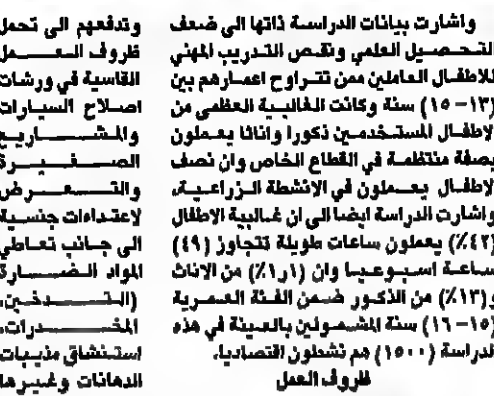 واشارت بيانات الدراسة ذاتها الى ضعف
التحصيل العلمي ونقص التدريب المهني
للاطفال العاملين ممن تتراوح اعمارهم بين
(١٣-١٥) سنة وكانت الغالبية العظمى من
لاطفال المستخدمين ذكورا واناثا يعملون
بصفة منتظمة في القطاع الخاص وان نصف
لاطفال يعملون في الانشطة الزراعية.
واشارت الدراسة ايضا الى ان غالبية الاطفال
(٤٢٪) يعملون ساعات طويلة تتجاوز (٤٩)
ساعة اسبوعيا وان (١ر١٪) من الاناث
و(١٣٪) من الذكور ضمن الفئة العمرية
(١٥-١٦) سنة المشمولين بالعينة في هذه
لدراسة (١٥٠٠) هم نشطون اقتصاديا.
ظروف العمل
وتدفعهم الى تحمل
ظروف العمل
القاسية في ورشات
اصلاح السيارات
والمشاريع
الصغيرة
والتعرض
لاعتداءات جنسية
الى جانب تعاطي
المواد الضارة
(التدخين،
المخدرات،
استنشاق مذيبات
الدهانات وغيرها